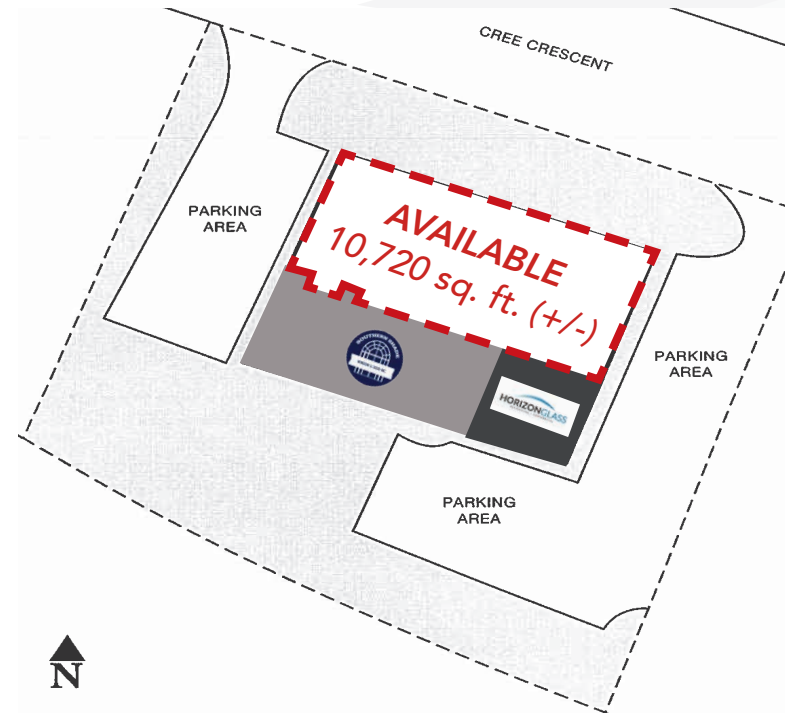 CREE CRESCENT
PARKING
AREA
AVAILABLE
10,720 sq. ft. (+/-)
PARKING
AREA
HORIZONGLASS
PARKING
AREA
N